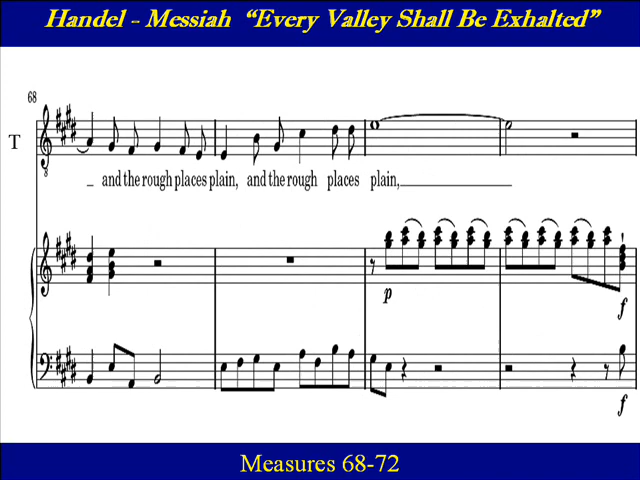 Handel - Messiah “Every Valley Shall Be Exhalted”
68
T
8
_ and the rough places plain, and the rough places plain,
p
f
f
Measures 68-72